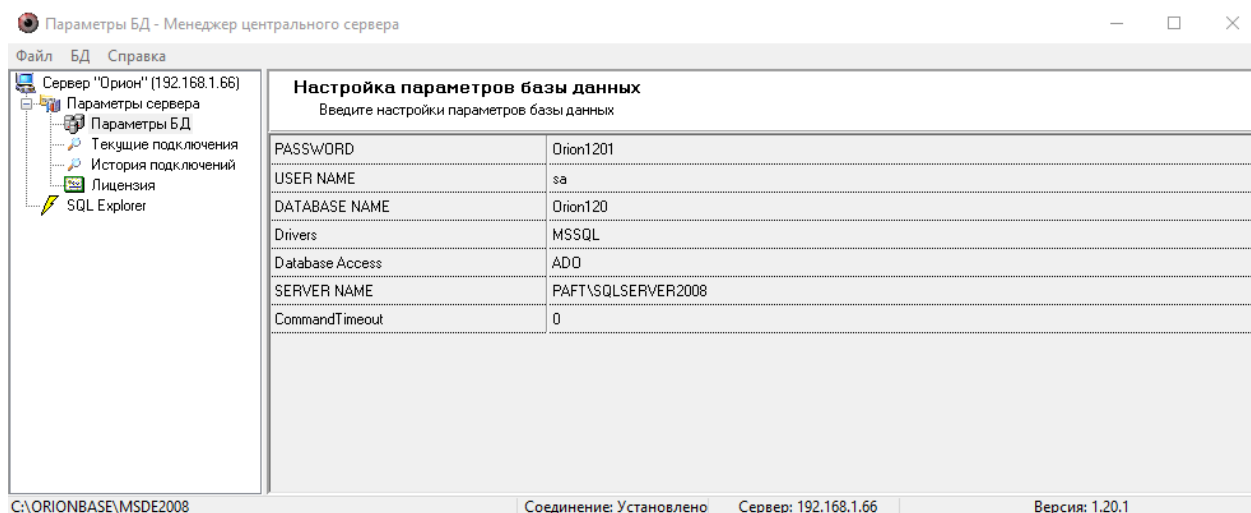 Параметры БД - Менеджер центрального сервера
Файл БД Справка
Сервер "Орион" (192.168.1.66)
Параметры сервера
Параметры БД
Текущие подключения
История подключений
Лицензия
SQL Explorer
Настройка параметров базы данных
Введите настройки параметров базы данных
PASSWORD Orion1201
USER NAME sa
DATABASE NAME Orion120
Drivers MSSQL
Database Access ADO
SERVER NAME PAFT\SQLSERVER2008
CommandTimeout 0
C:\ORIONBASE\MSDE2008 Соединение: Установлено Сервер: 192.168.1.66 Версия: 1.20.1